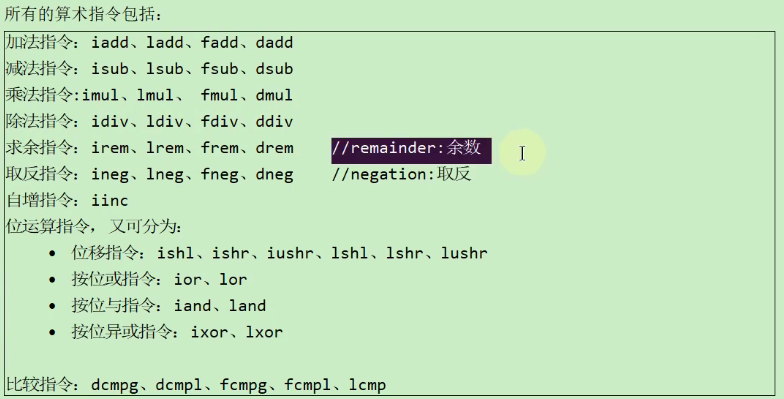 所有的算术指令包括：
加法指令：iadd、ladd、fadd、dadd
减法指令：isub、lsub、fsub、dsub
乘法指令:imul、lmul、 fmul、dmul
除法指令：idiv、ldiv、fdiv、ddiv
求余指令：irem、lrem、frem、drem //remainder:余数
取反指令：ineg、lneg、fneg、dneg //negation:取反
自增指令：iinc
位运算指令，又可分为：
• 位移指令：ishl、ishr、iushr、lshl、lshr、lushr
• 按位或指令：ior、lor
• 按位与指令：iand、land
• 按位异或指令：ixor、lxor
比较指令：dcmpg、dcmpl、fcmpg、fcmpl、lcmp